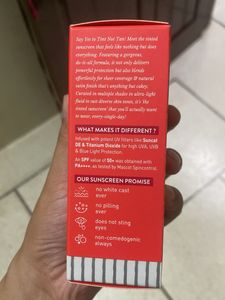 Say Yes to Tint Not Tan! Meet the tinted
sunscreen that feels like nothing but does
everything. Featuring a gorgeous,
do-it-all formula, it not only delivers
powerful protection but also blends
effortlessly for sheer coverage & natural
satin finish that's anything but cakey.
Curated in multiple shades in ultra-light
fluid to suit diverse skin tones, it's 'the
tinted sunscreen' that you'll actually want
to wear, every-single-day!
WHAT MAKES IT DIFFERENT ?
Infused with potent UV filters like Suncat
DE & Titanium Dioxide for high UVA, UVB
& Blue Light Protection.
An SPF value of 50+ was obtained with
PA++++, as tested by Mascot Spincontrol.
OUR SUNSCREEN PROMISE
no white cast
ever
no pilling
ever
does not sting
eyes
non-comedogenic
always